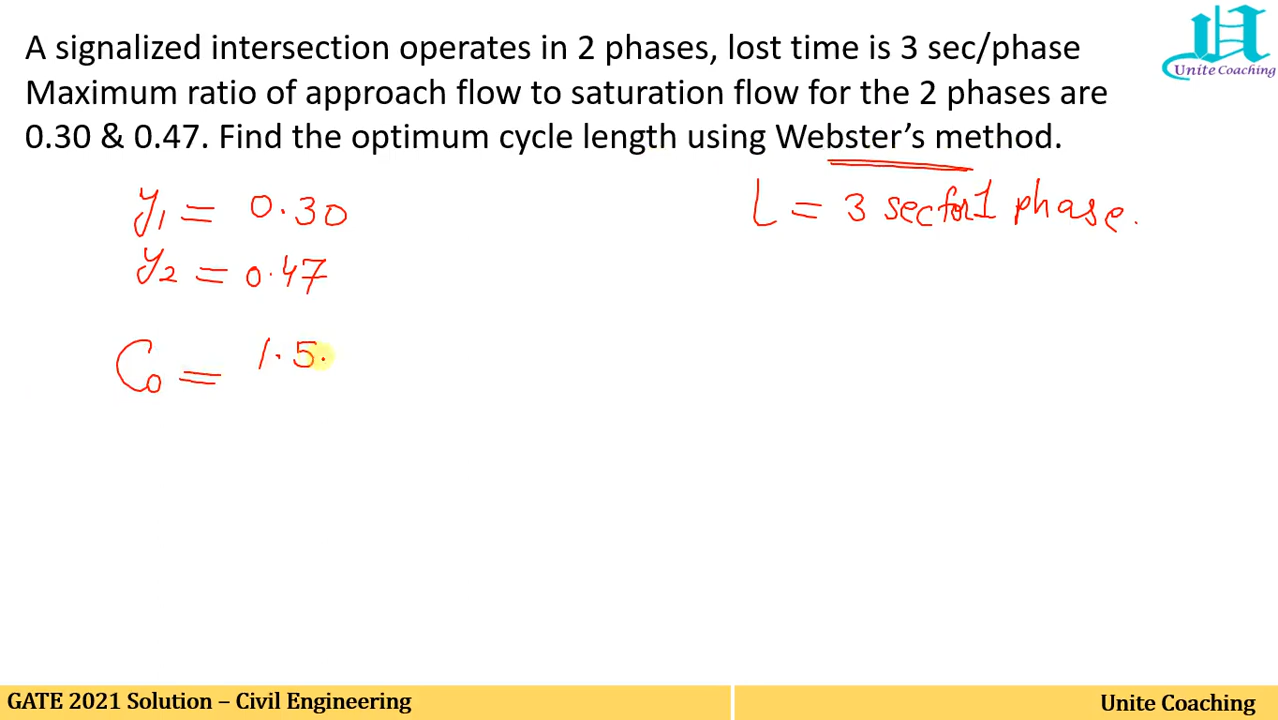 A signalized intersection operates in 2 phases, lost time is 3 sec/phase
Maximum ratio of approach flow to saturation flow for the 2 phases are
0.30 & 0.47. Find the optimum cycle length using Webster’s method.
Unite Coaching
y1 = 0.30
L = 3 sec for 1 phase.
y2 = 0.47
C0 = 1.5.
GATE 2021 Solution – Civil Engineering
Unite Coaching